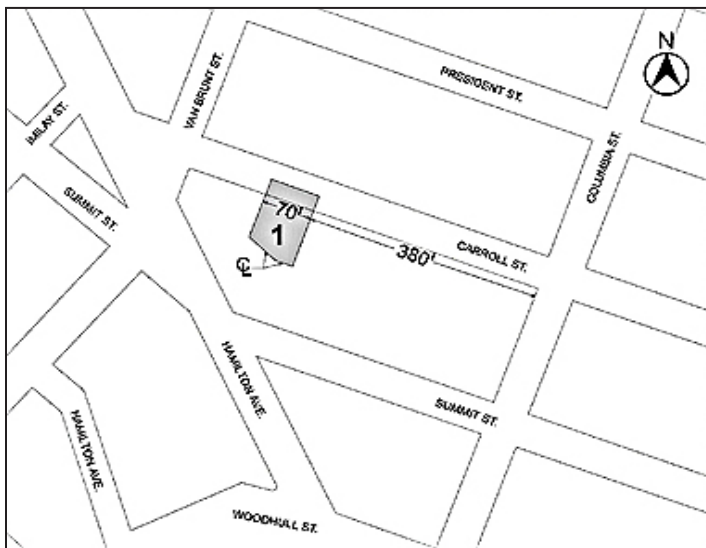 N
PRESIDENT ST.
VAN BRUNT ST.
IMLAY ST.
COLUMBIA ST.
SUMMIT ST.
70'
1
CARROLL ST.
380'
CL
HAMILTON AVE.
SUMMIT ST.
HAMILTON AVE.
WOODHULL ST.